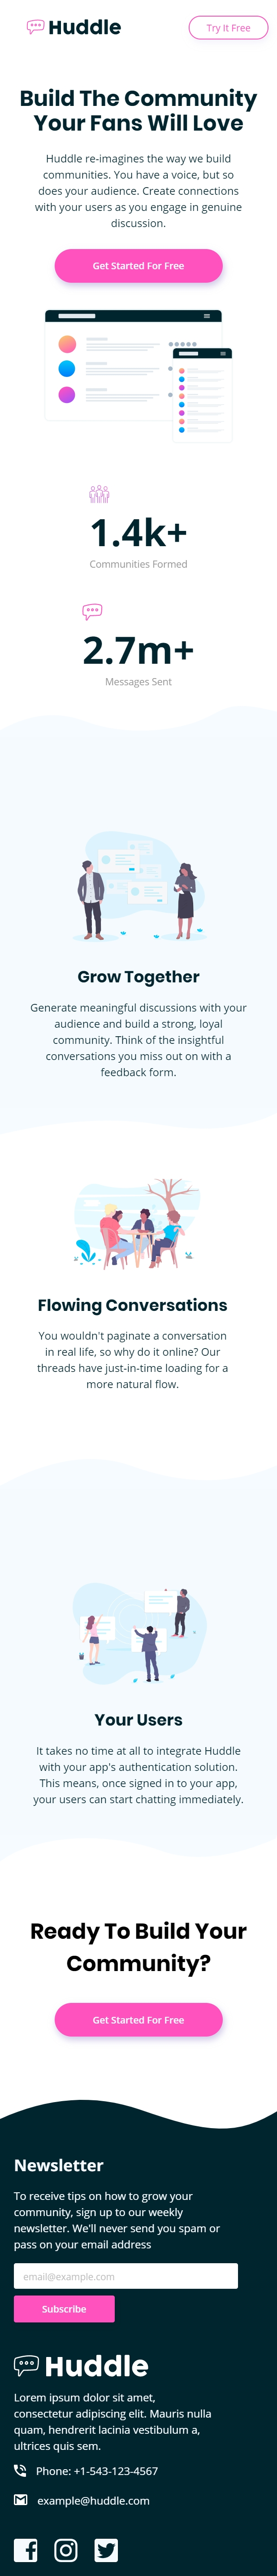 Huddle
Try It Free
Build The Community
Your Fans Will Love
Huddle re-imagines the way we build
communities. You have a voice, but so
does your audience. Create connections
with your users as you engage in genuine
discussion.
Get Started For Free
1.4k+
Communities Formed
2.7m+
Messages Sent
Grow Together
Generate meaningful discussions with your
audience and build a strong, loyal
community. Think of the insightful
conversations you miss out on with a
feedback form.
Flowing Conversations
You wouldn't paginate a conversation
in real life, so why do it online? Our
threads have just-in-time loading for a
more natural flow.
Your Users
It takes no time at all to integrate Huddle
with your app's authentication solution.
This means, once signed in to your app,
your users can start chatting immediately.
Ready To Build Your
Community?
Get Started For Free
Newsletter
To receive tips on how to grow your
community, sign up to our weekly
newsletter. We'll never send you spam or
pass on your email address
email@example.com
Subscribe
Huddle
Lorem ipsum dolor sit amet,
consectetur adipiscing elit. Mauris nulla
quam, hendrerit lacinia vestibulum a,
ultrices quis sem.
Phone: +1-543-123-4567
example@huddle.com